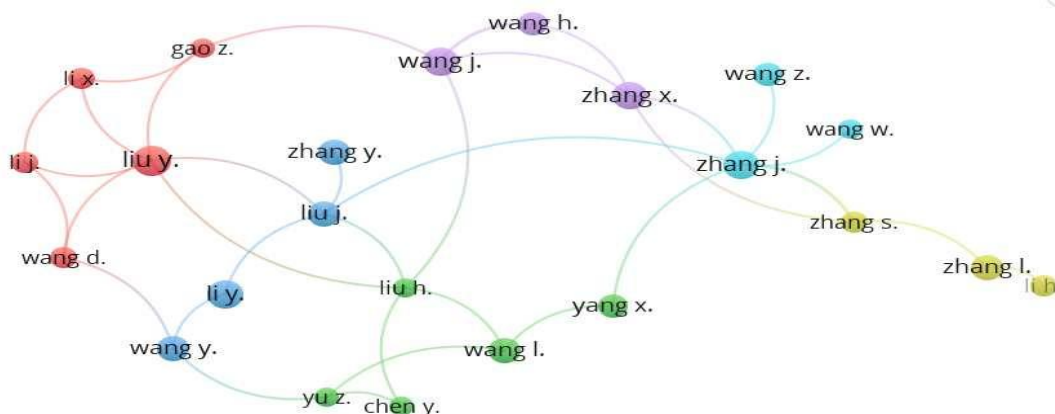 wang h.
gao z.
wang j.
li x.
wang z.
zhang x.
wang w.
zhang y.
li j.
liu y.
zhang j.
liu j.
zhang s.
wang d.
zhang l.
li h
liu h.
li y.
yang x.
wang y.
wang l.
yu z.
chen y.